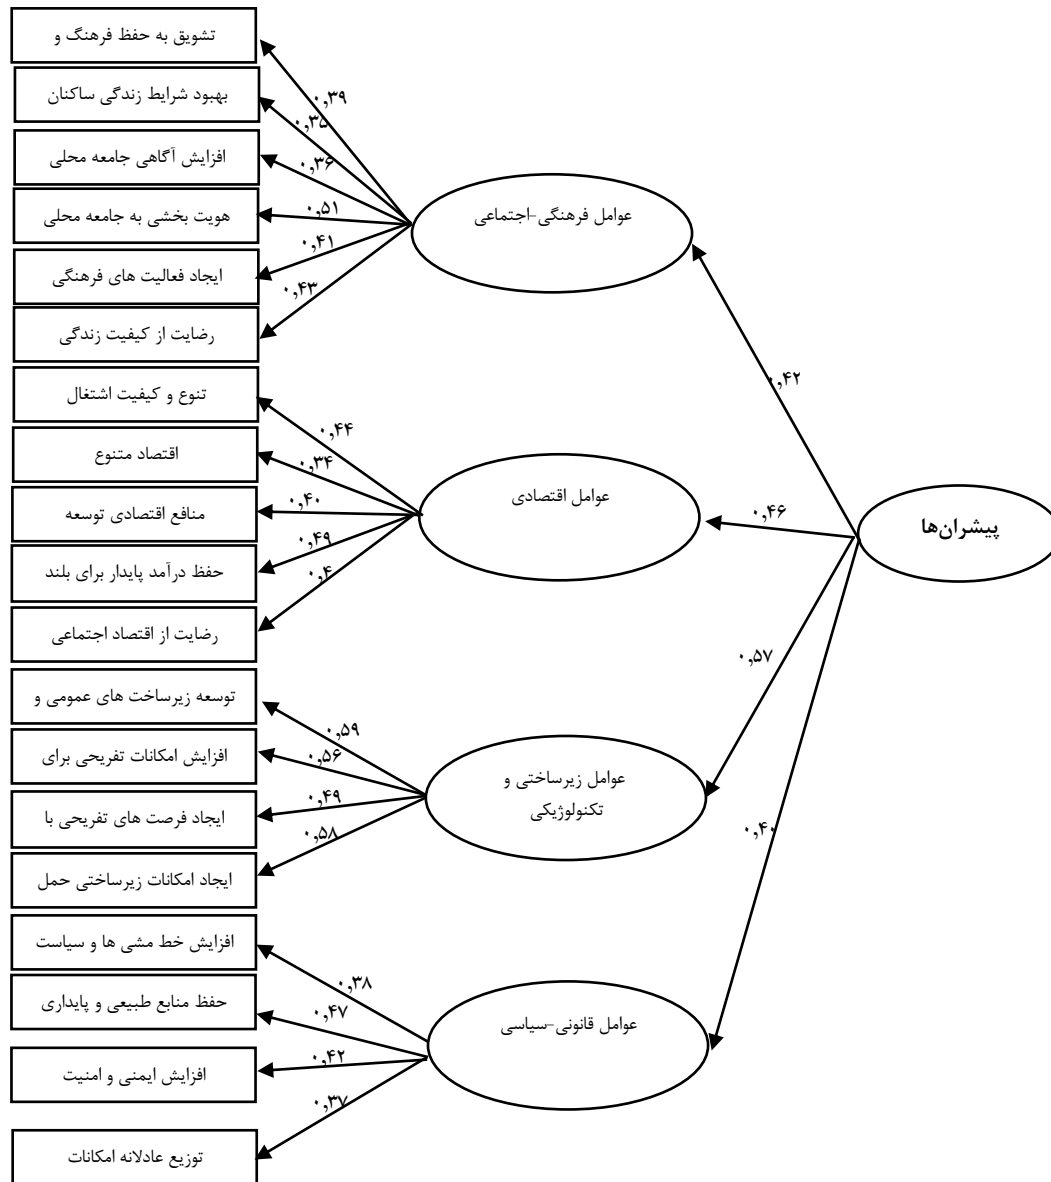 تشویق به حفظ فرهنگ و
بهبود شرایط زندگی ساکنان
افزایش آگاهی جامعه محلی
هویت بخشی به جامعه محلی
ایجاد فعالیت های فرهنگی
رضایت از کیفیت زندگی
۰,۳۹
۰,۳۵
۰,۳۶
۰,۵۱
۰,۴۱
۰,۴۳
عوامل فرهنگی-اجتماعی
۰,۴۲
تنوع و کیفیت اشتغال
اقتصاد متنوع
منافع اقتصادی توسعه
حفظ درآمد پایدار برای بلند
رضایت از اقتصاد اجتماعی
۰,۴۴
۰,۳۴
۰,۴۰
۰,۴۹
۰,۴
عوامل اقتصادی
۰,۴۶
پیشران‌ها
توسعه زیرساخت های عمومی و
افزایش امکانات تفریحی برای
ایجاد فرصت های تفریحی با
ایجاد امکانات زیرساختی حمل
۰,۵۹
۰,۵۶
۰,۴۹
۰,۵۸
عوامل زیرساختی و
تکنولوژیکی
۰,۵۷
افزایش خط مشی ها و سیاست
حفظ منابع طبیعی و پایداری
افزایش ایمنی و امنیت
توزیع عادلانه امکانات
۰,۳۸
۰,۴۷
۰,۴۲
۰,۳۷
عوامل قانونی-سیاسی
۰,۴۰